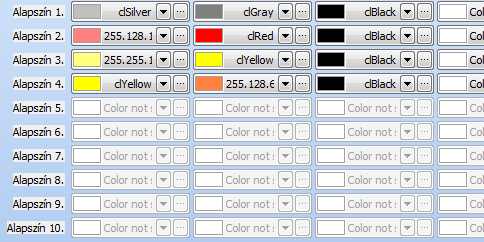 Alapszín 1. clSilver clGray clBlack Col
Alapszín 2. 255.128.1 clRed clBlack Col
Alapszín 3. 255.255.1 clYellow clBlack Col
Alapszín 4. clYellow 255.128.6 clBlack Col
Alapszín 5. Color not s Color not s Color not s Col
Alapszín 6. Color not s Color not s Color not s Col
Alapszín 7. Color not s Color not s Color not s Col
Alapszín 8. Color not s Color not s Color not s Col
Alapszín 9. Color not s Color not s Color not s Col
Alapszín 10. Color not s Color not s Color not s Col